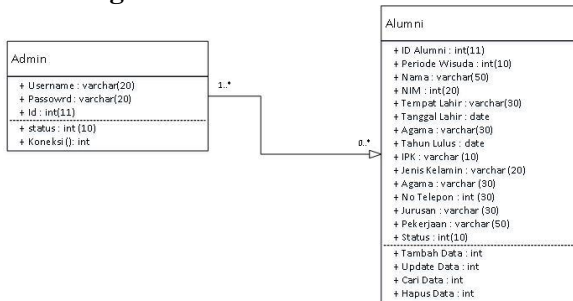 Admin
+ Username : varchar(20)
+ Passowrd : varchar(20)
+ Id : int(11)
+ status : int (10)
+ Koneksi () : int
1..*
0..*
Alumni
+ ID Alumni : int(11)
+ Periode Wisuda : int(10)
+ Nama : varchar(50)
+ NIM : int(20)
+ Tempat Lahir : varchar(30)
+ Tanggal Lahir : date
+ Agama : varchar(30)
+ Tahun Lulus : date
+ IPK : varchar (10)
+ Jenis Kelamin : varchar (20)
+ Agama : varchar (30)
+ No Telepon : int (30)
+ Jurusan : varchar (30)
+ Pekerjaan : varchar (50)
+ Status : int(10)
+ Tambah Data : int
+ Update Data : int
+ Cari Data : int
+ Hapus Data : int